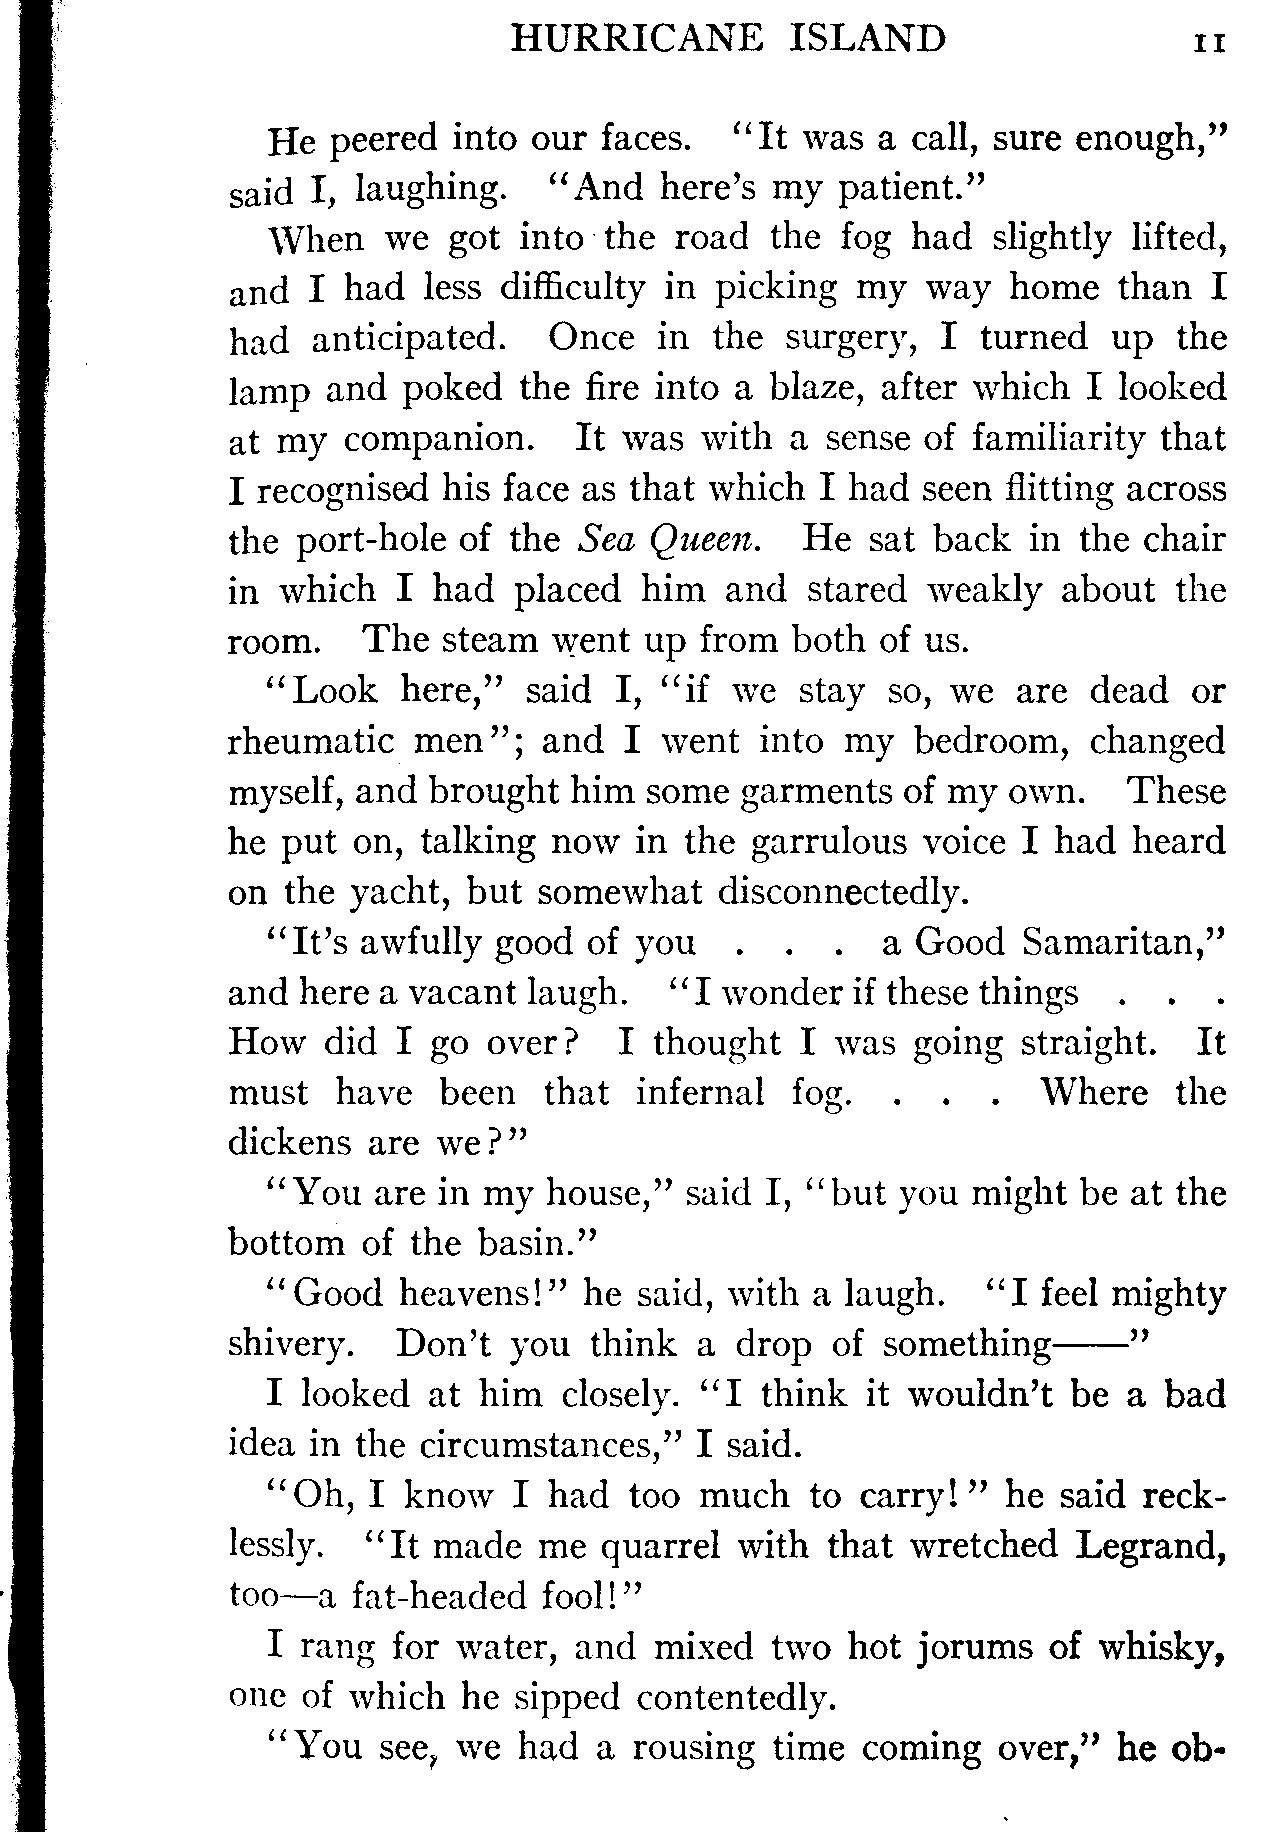 HURRICANE ISLAND 11
He peered into our faces. "It was a call, sure enough,"
said I, laughing. "And here's my patient."
When we got into the road the fog had slightly lifted,
and I had less difficulty in picking my way home than I
had anticipated. Once in the surgery, I turned up the
lamp and poked the fire into a blaze, after which I looked
at my companion. It was with a sense of familiarity that
I recognised his face as that which I had seen flitting across
the port-hole of the Sea Queen. He sat back in the chair
in which I had placed him and stared weakly about the
room. The steam went up from both of us.
"Look here," said I, "if we stay so, we are dead or
rheumatic men"; and I went into my bedroom, changed
myself, and brought him some garments of my own. These
he put on, talking now in the garrulous voice I had heard
on the yacht, but somewhat disconnectedly.
"It's awfully good of you . . . a Good Samaritan,"
and here a vacant laugh. "I wonder if these things . . .
How did I go over? I thought I was going straight. It
must have been that infernal fog. . . . Where the
dickens are we?"
"You are in my house," said I, "but you might be at the
bottom of the basin."
"Good heavens!" he said, with a laugh. "I feel mighty
shivery. Don't you think a drop of something——"
I looked at him closely. "I think it wouldn't be a bad
idea in the circumstances," I said.
"Oh, I know I had too much to carry!" he said reck-
lessly. "It made me quarrel with that wretched Legrand,
too—a fat-headed fool!"
I rang for water, and mixed two hot jorums of whisky,
one of which he sipped contentedly.
"You see, we had a rousing time coming over," he ob-